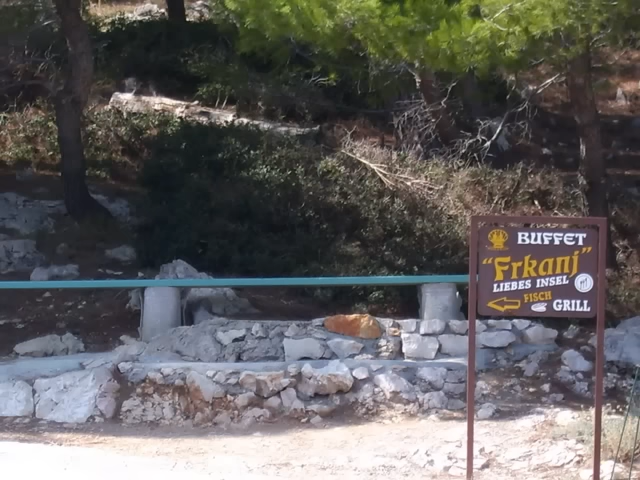 BUFFET
"Frkanj"
LIEBES INSEL
FISCH
GRILL